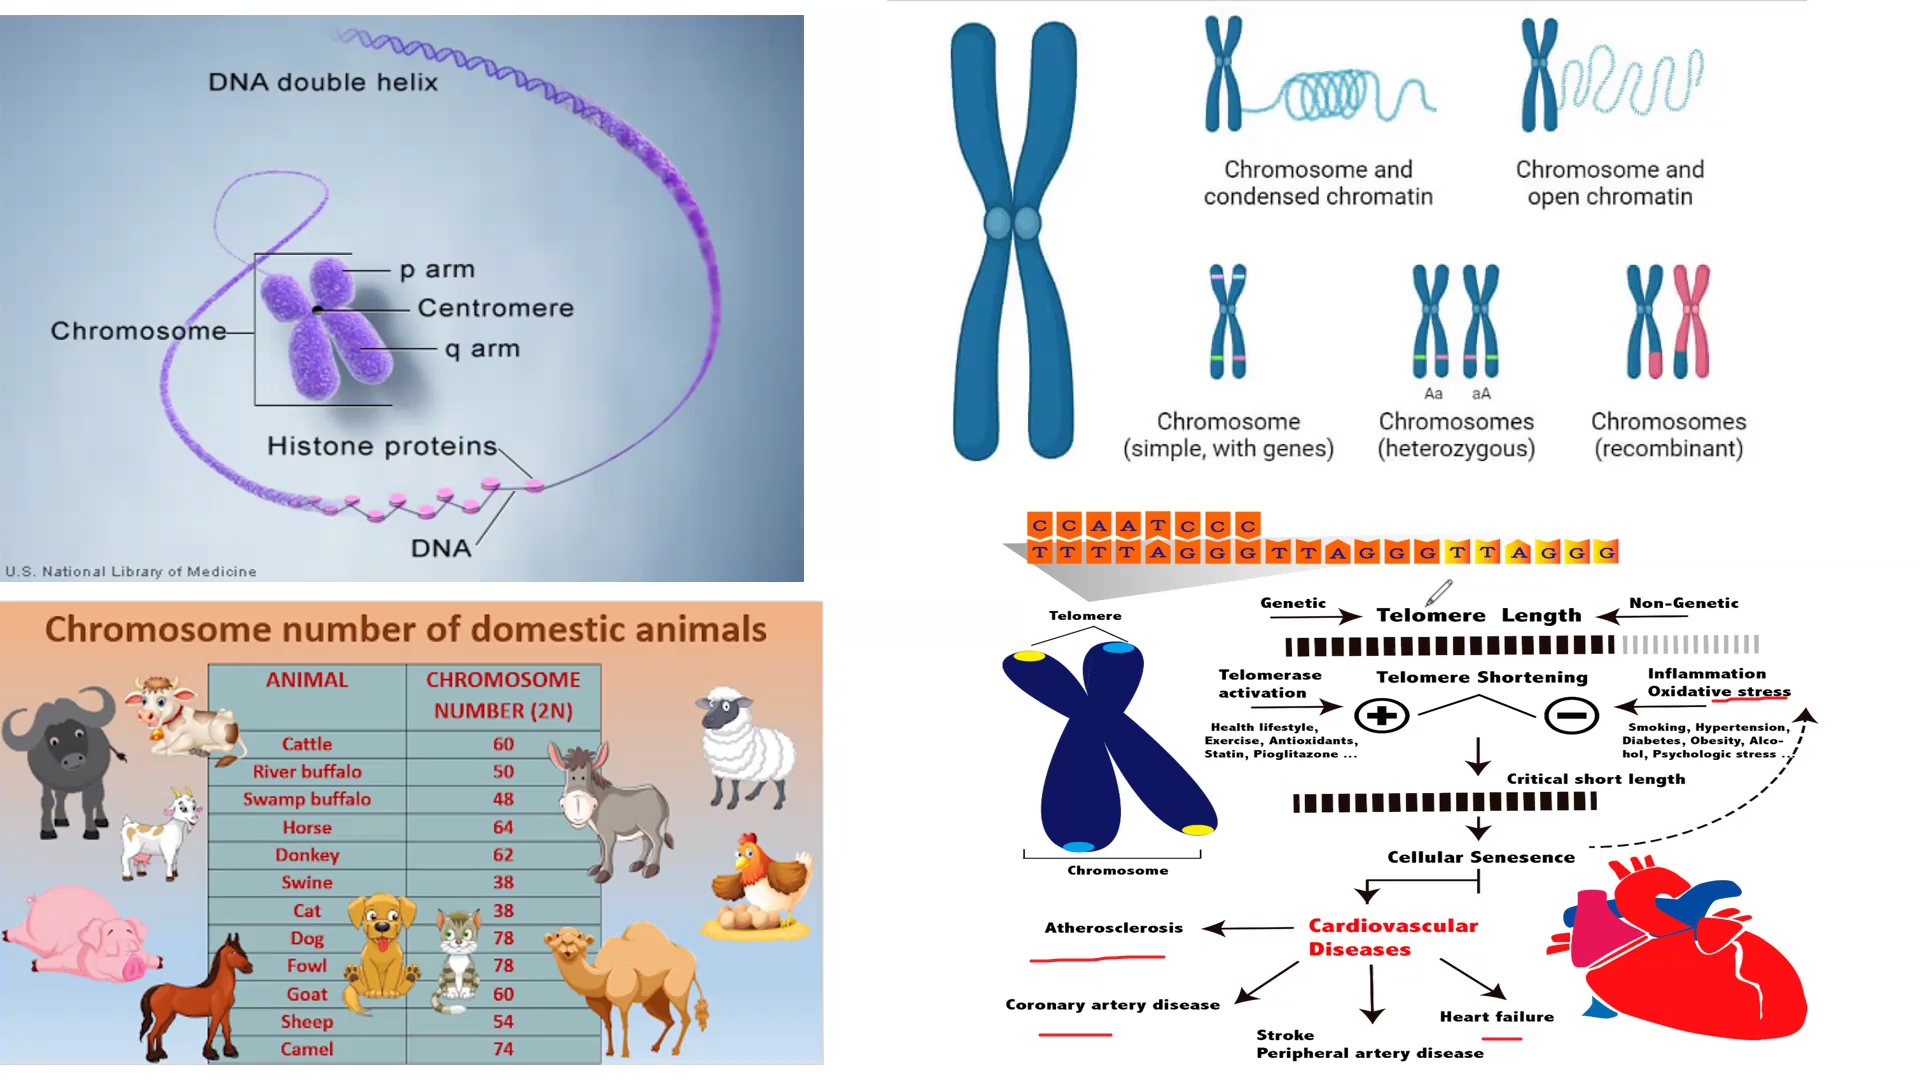 DNA double helix
p arm
Centromere
Chromosome
q arm
Histone proteins
DNA
U.S. National Library of Medicine
Chromosome and
condensed chromatin
Chromosome and
open chromatin
Aa aA
Chromosome
(simple, with genes)
Chromosomes
(heterozygous)
Chromosomes
(recombinant)
Chromosome number of domestic animals
ANIMAL CHROMOSOME
NUMBER (2N)
Cattle 60
River buffalo 50
Swamp buffalo 48
Horse 64
Donkey 62
Swine 38
Cat 38
Dog 78
Fowl 78
Goat 60
Sheep 54
Camel 74
C C A A T C C C
T T T T A G G G T T A G G G T T A G G G
Telomere
Chromosome
Genetic
Telomere Length
Non-Genetic
Telomerase
activation
Telomere Shortening
Inflammation
Oxidative stress
+
−
Health lifestyle,
Exercise, Antioxidants,
Statin, Pioglitazone ...
Smoking, Hypertension,
Diabetes, Obesity, Alco-
hol, Psychologic stress ...
Critical short length
Cellular Senesence
Cardiovascular
Diseases
Atherosclerosis
Coronary artery disease
Stroke
Peripheral artery disease
Heart failure